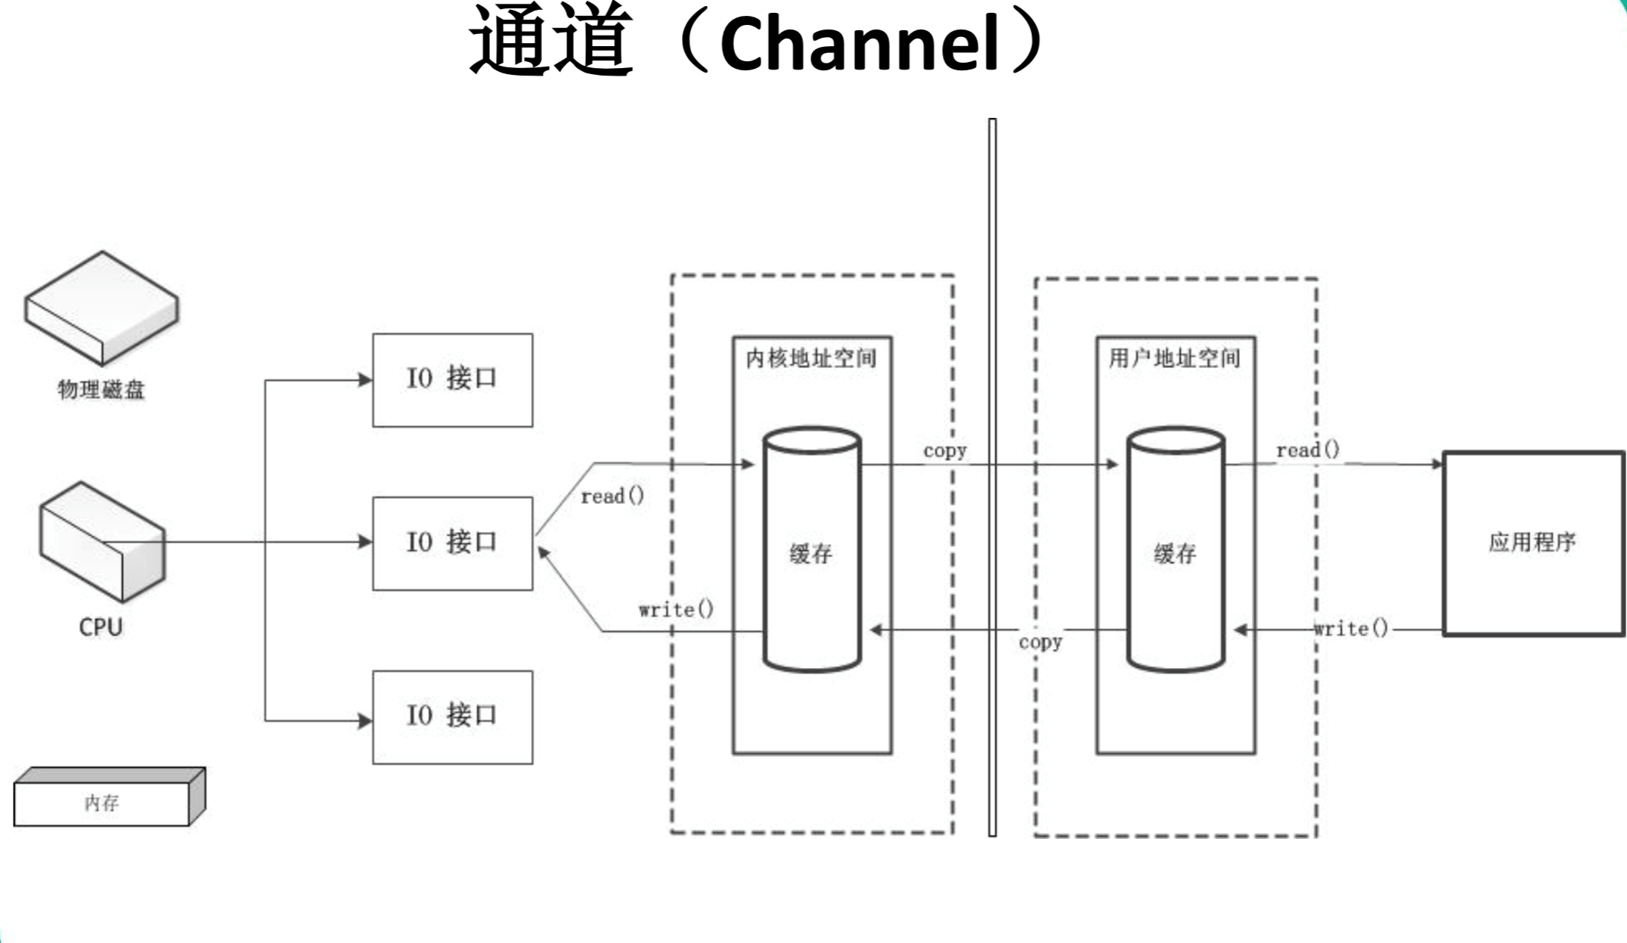 通道（Channel）
物理磁盘
CPU
内存
IO 接口
IO 接口
IO 接口
read()
write()
内核地址空间
缓存
copy
copy
用户地址空间
缓存
read()
write()
应用程序